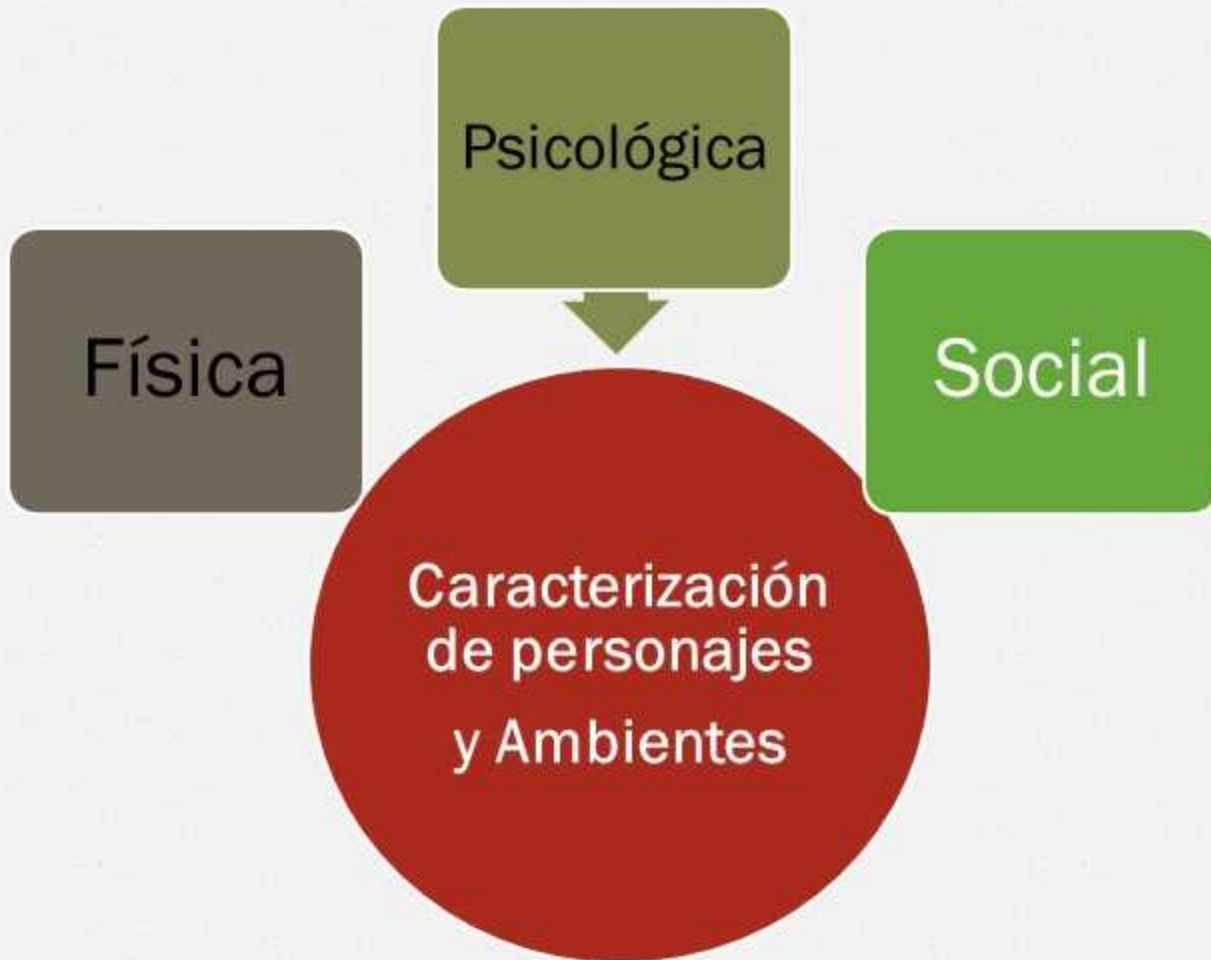 Psicológica
Física
Social
Caracterización
de personajes
y Ambientes